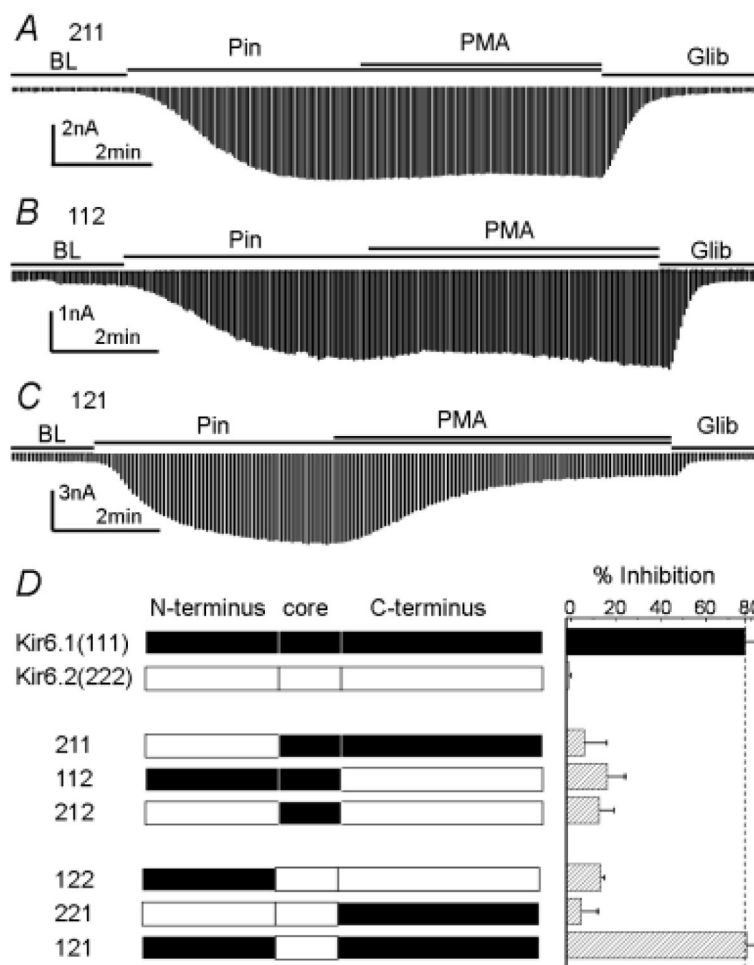 A 211
BL Pin PMA Glib
2nA
2min
B 112
BL Pin PMA Glib
1nA
2min
C 121
BL Pin PMA Glib
3nA
2min
D
% Inhibition
N-terminus core C-terminus
0 20 40 60 80
Kir6.1(111)
Kir6.2(222)
211
112
212
122
221
121